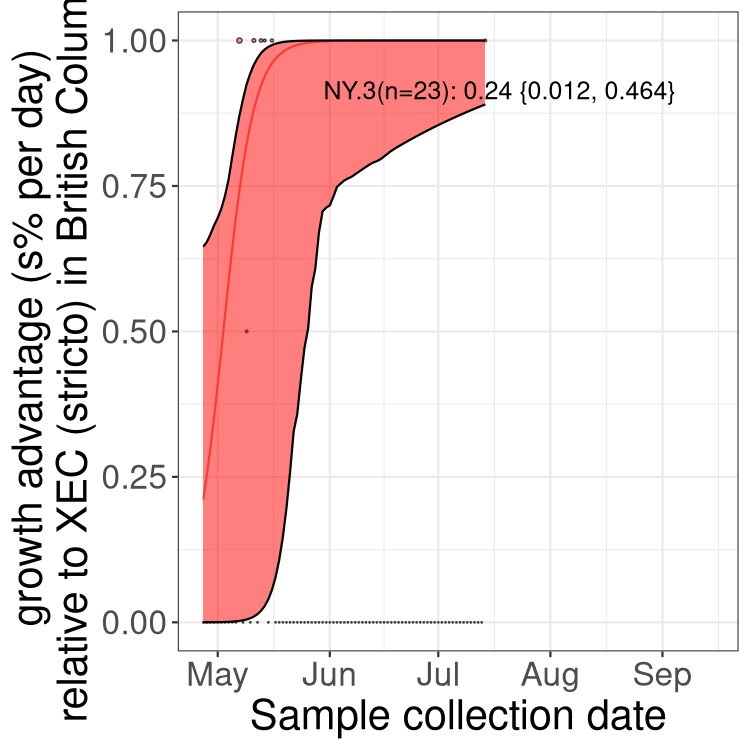 growth advantage (s% per day)
relative to XEC (stricto) in British Colum
1.00
0.75
0.50
0.25
0.00
NY.3(n=23): 0.24 {0.012, 0.464}
May Jun Jul Aug Sep
Sample collection date